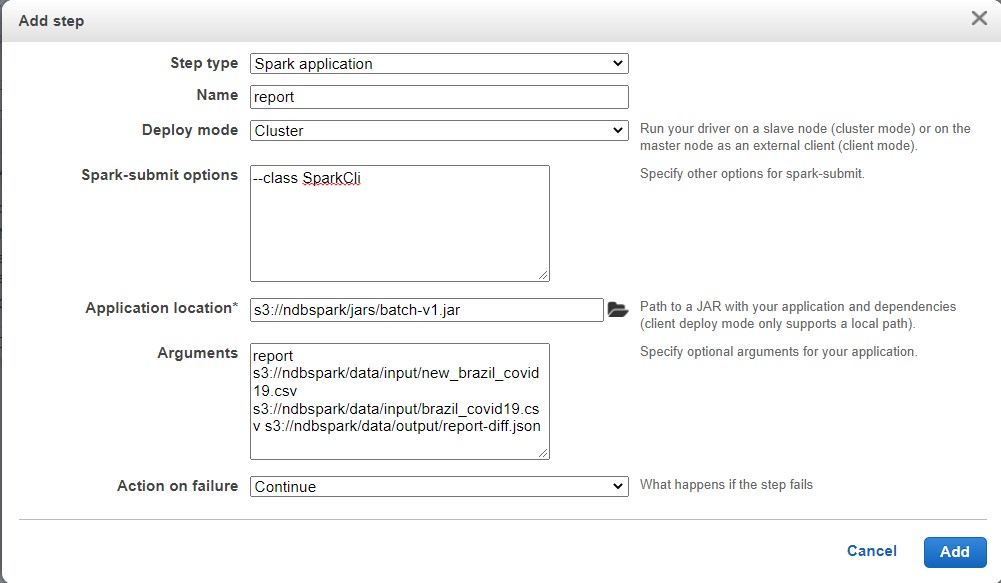 Add step
Step type Spark application
Name report
Deploy mode Cluster Run your driver on a slave node (cluster mode) or on the
master node as an external client (client mode).
Spark-submit options --class SparkCli Specify other options for spark-submit.
Application location* s3://ndbspark/jars/batch-v1.jar Path to a JAR with your application and dependencies
(client deploy mode only supports a local path).
Arguments report Specify optional arguments for your application.
s3://ndbspark/data/input/new_brazil_covid
19.csv
s3://ndbspark/data/input/brazil_covid19.cs
v s3://ndbspark/data/output/report-diff.json
Action on failure Continue What happens if the step fails
Cancel Add